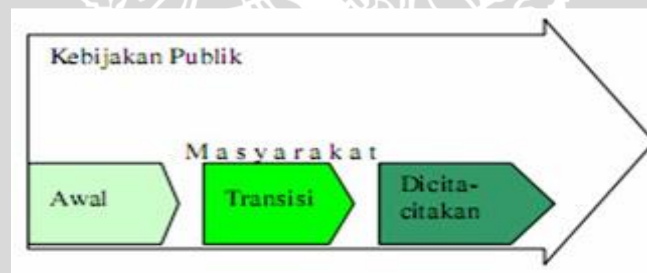 Kebijakan Publik
Masyarakat
Awal
Transisi
Dicita-
citakan